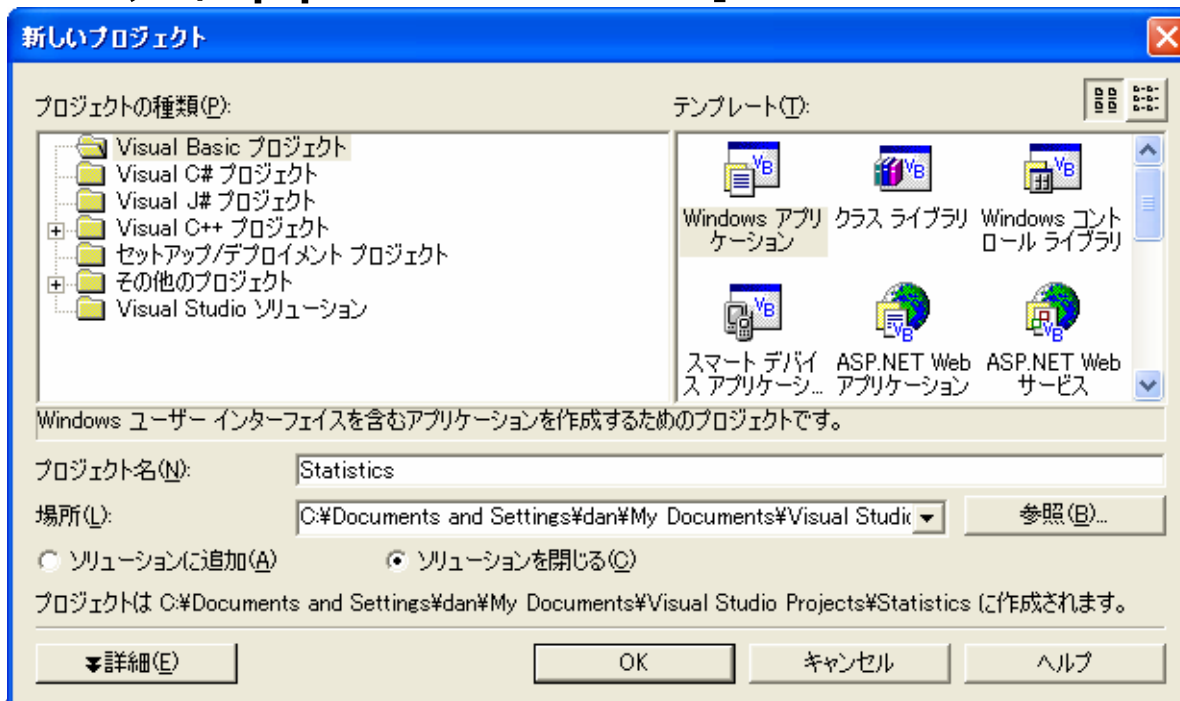 新しいプロジェクト
プロジェクトの種類(P):
テンプレート(T):
Visual Basic プロジェクト
Visual C# プロジェクト
Visual J# プロジェクト
Visual C++ プロジェクト
セットアップ/デプロイメント プロジェクト
その他のプロジェクト
Visual Studio ソリューション
Windows アプリ
ケーション
クラス ライブラリ
Windows コント
ロール ライブラリ
スマート デバイ
ス アプリケーシ...
ASP.NET Web
アプリケーション
ASP.NET Web
サービス
Windows ユーザー インターフェイスを含むアプリケーションを作成するためのプロジェクトです。
プロジェクト名(N):
Statistics
場所(L):
C:¥Documents and Settings¥dan¥My Documents¥Visual Studic
参照(B)...
ソリューションに追加(A)
ソリューションを閉じる(C)
プロジェクトは C:¥Documents and Settings¥dan¥My Documents¥Visual Studio Projects¥Statistics に作成されます。
詳細(E)
OK
キャンセル
ヘルプ